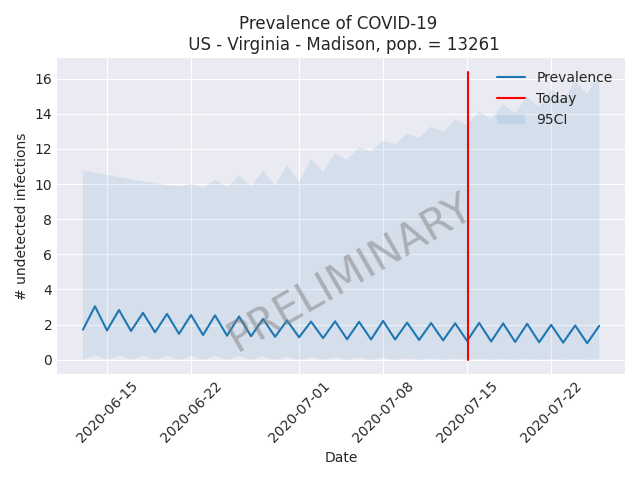 Prevalence of COVID-19
US - Virginia - Madison, pop. = 13261
16
14
12
10
8
6
4
2
0
# undetected infections
Prevalence
Today
95CI
PRELIMINARY
2020-06-15
2020-06-22
2020-07-01
2020-07-08
2020-07-15
2020-07-22
Date